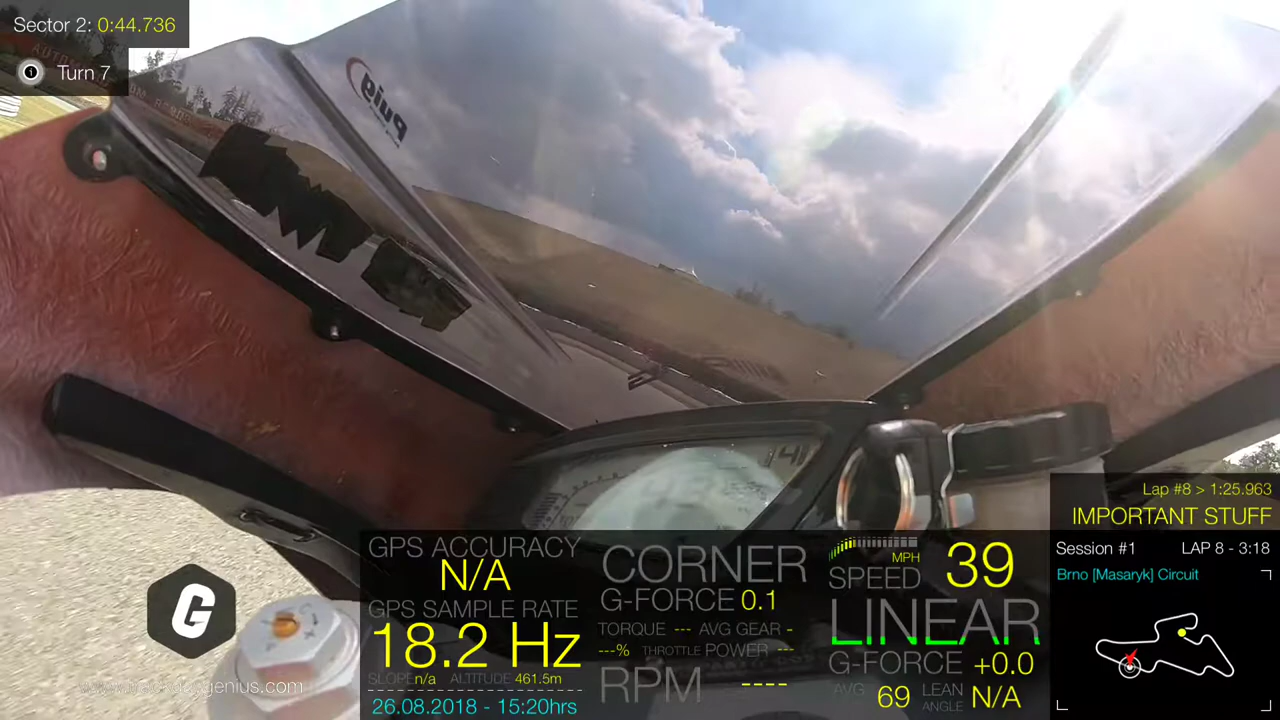 Sector 2: 0:44.736
Turn 7
Puig
141
Lap #8 > 1:25.963
IMPORTANT STUFF
Session #1 LAP 8 - 3:18
Brno [Masaryk] Circuit
GPS ACCURACY
N/A
GPS SAMPLE RATE
18.2 Hz
SLOPE n/a ALTITUDE 461.5m
26.08.2018 - 15:20hrs
CORNER
G-FORCE 0.1
TORQUE --- AVG GEAR -
---% THROTTLE POWER ---
RPM ----
MPH
SPEED 39
LINEAR
G-FORCE +0.0
AVG 69 LEAN ANGLE N/A
G